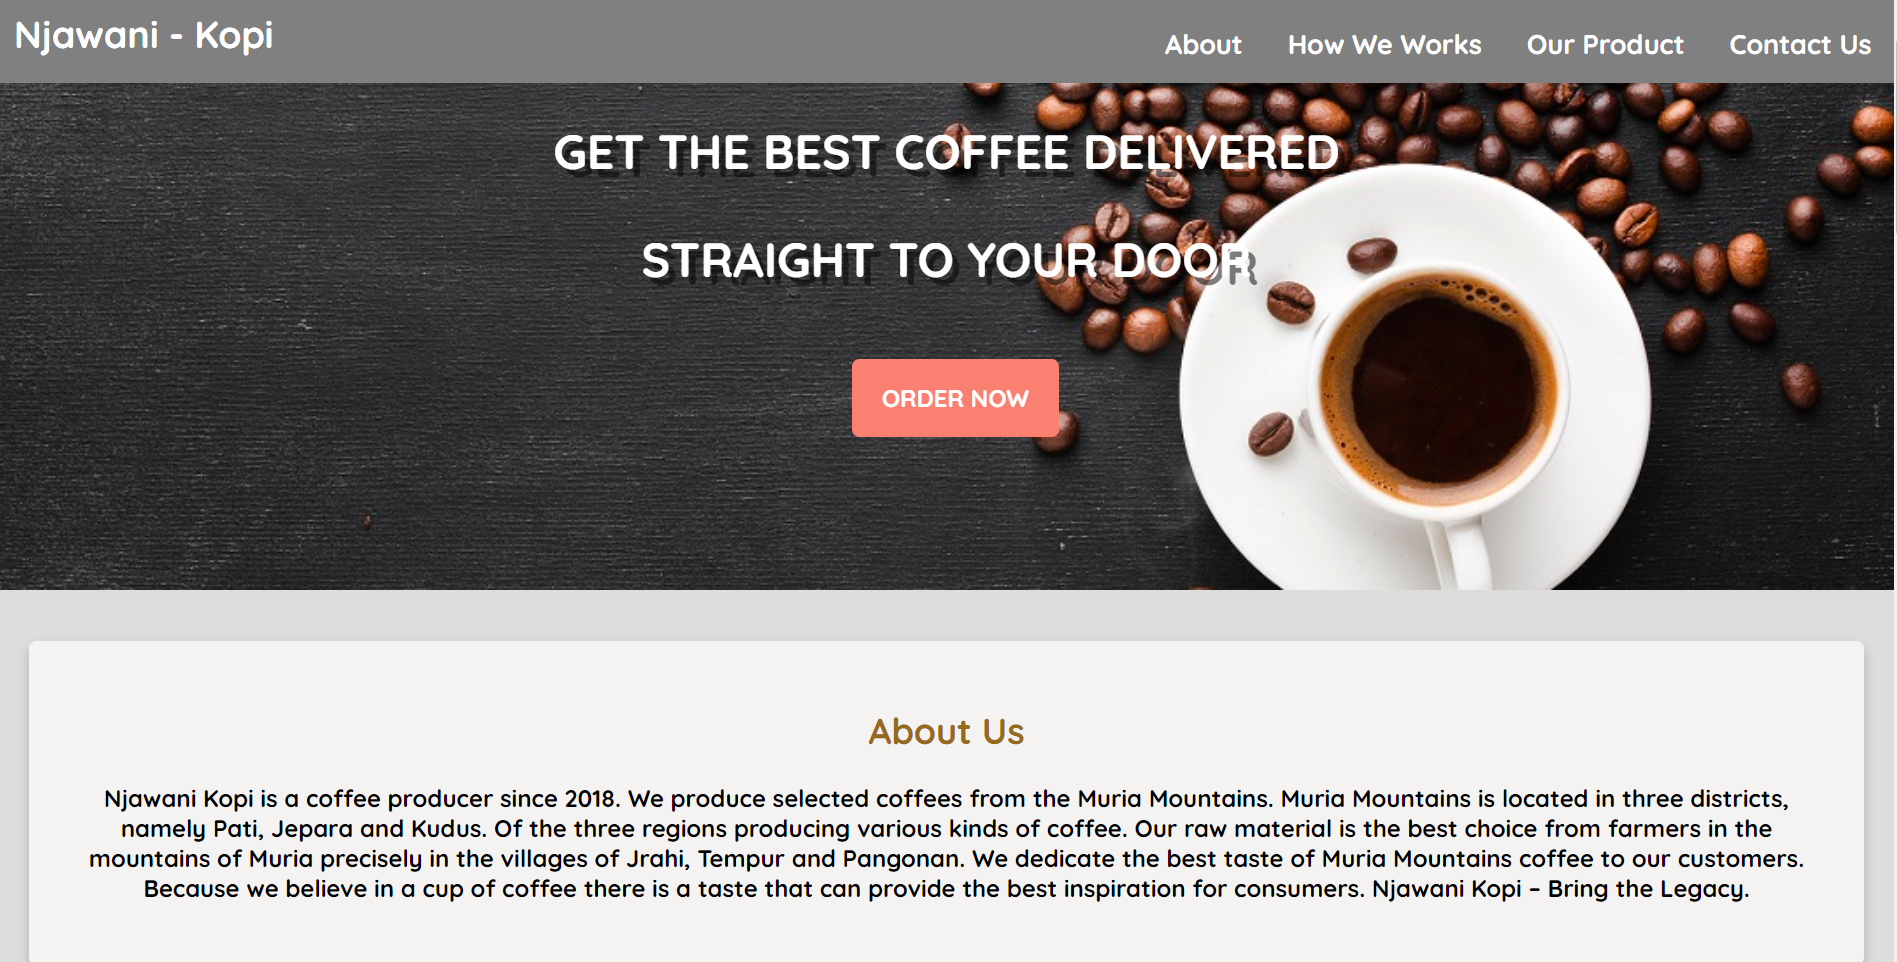 Njawani - Kopi
About How We Works Our Product Contact Us
GET THE BEST COFFEE DELIVERED
STRAIGHT TO YOUR DOOR
ORDER NOW
About Us
Njawani Kopi is a coffee producer since 2018. We produce selected coffees from the Muria Mountains. Muria Mountains is located in three districts,
namely Pati, Jepara and Kudus. Of the three regions producing various kinds of coffee. Our raw material is the best choice from farmers in the
mountains of Muria precisely in the villages of Jrahi, Tempur and Pangonan. We dedicate the best taste of Muria Mountains coffee to our customers.
Because we believe in a cup of coffee there is a taste that can provide the best inspiration for consumers. Njawani Kopi – Bring the Legacy.